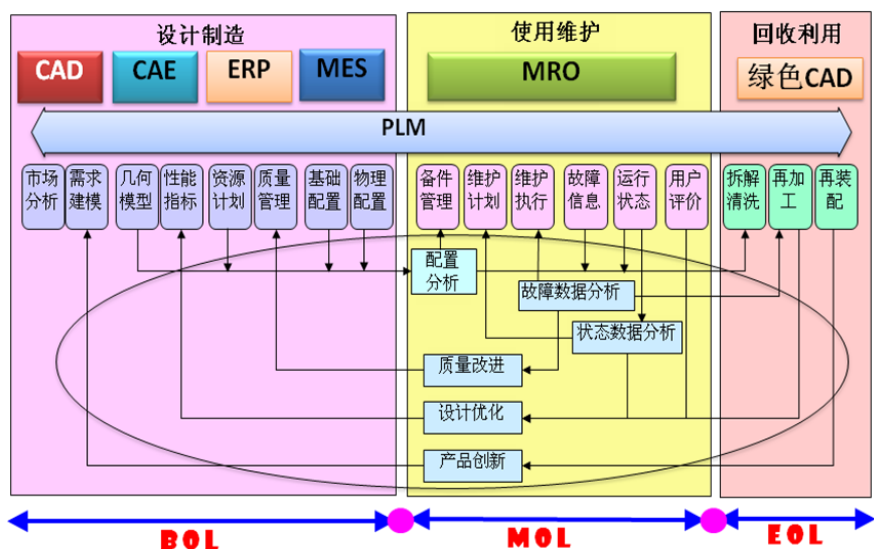 设计制造
使用维护
回收利用
CAD
CAE
ERP
MES
MRO
绿色CAD
PLM
市场
分析
需求
建模
几何
模型
性能
指标
资源
计划
质量
管理
基础
配置
物理
配置
备件
管理
维护
计划
维护
执行
故障
信息
运行
状态
用户
评价
拆解
清洗
再加
工
再装
配
配置
分析
故障数据分析
状态数据分析
质量改进
设计优化
产品创新
BOL
MOL
EOL